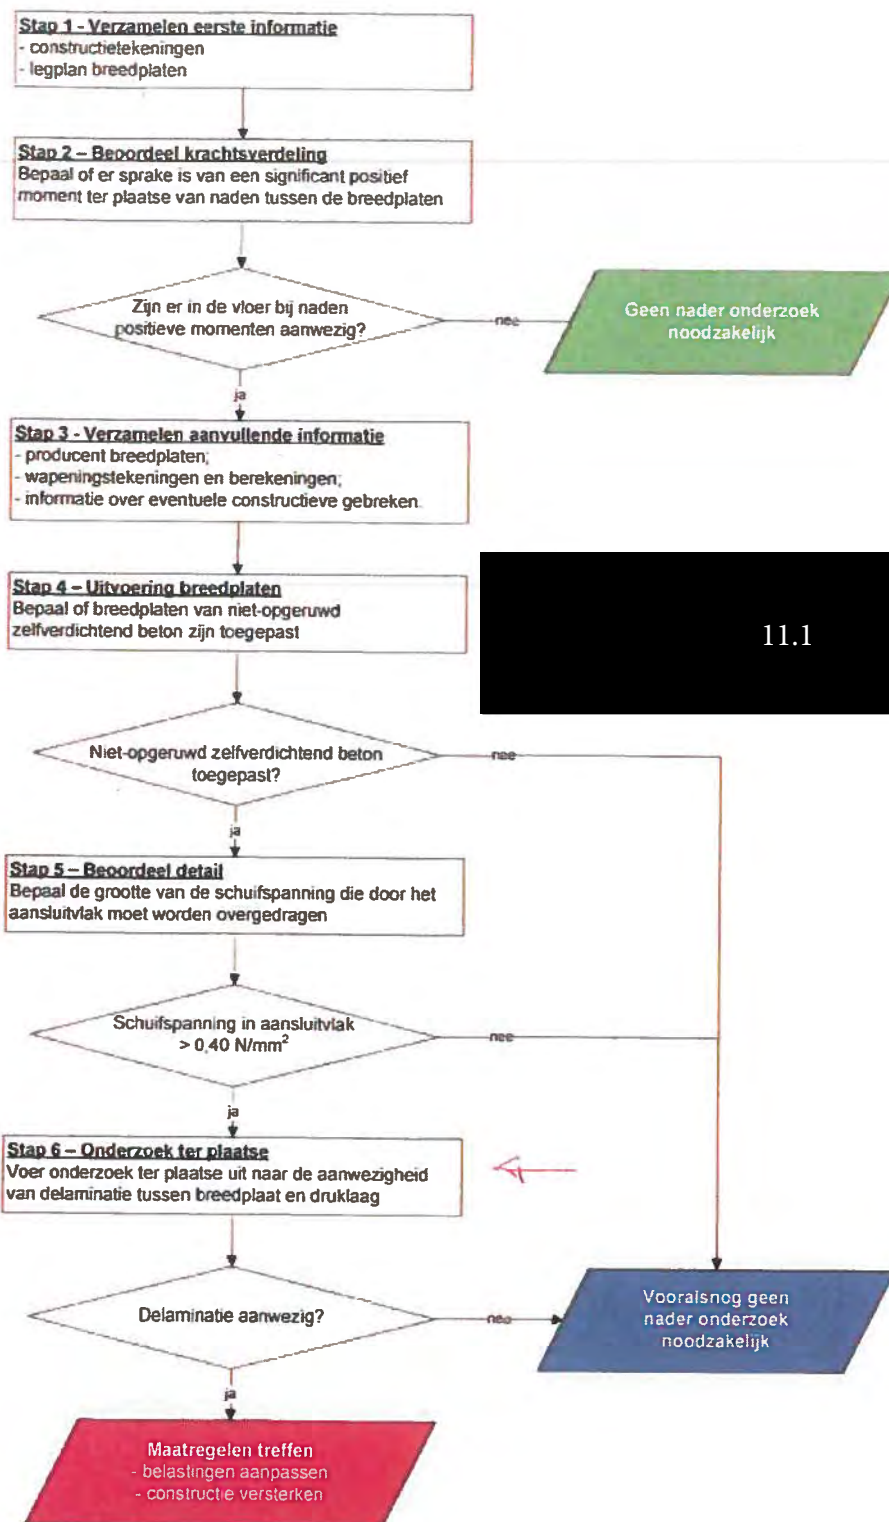 Stap 1 - Verzamelen eerste informatie
- constructietekeningen
- legplan breedplaten
Stap 2 – Beoordeel krachtsverdeling
Bepaal of er sprake is van een significant positief
moment ter plaatse van naden tussen de breedplaten
Zijn er in de vloer bij naden
positieve momenten aanwezig?
nee
Geen nader onderzoek
noodzakelijk
ja
Stap 3 - Verzamelen aanvullende informatie
- producent breedplaten;
- wapeningstekeningen en berekeningen;
- informatie over eventuele constructieve gebreken.
Stap 4 – Uitvoering breedplaten
Bepaal of breedplaten van niet-opgeruwd
zelfverdichtend beton zijn toegepast
11.1
Niet-opgeruwd zelfverdichtend beton
toegepast?
nee
ja
Stap 5 – Beoordeel detail
Bepaal de grootte van de schuifspanning die door het
aansluitvlak moet worden overgedragen
Schuifspanning in aansluitvlak
> 0,40 N/mm²
nee
ja
Stap 6 – Onderzoek ter plaatse
Voer onderzoek ter plaatse uit naar de aanwezigheid
van delaminatie tussen breedplaat en druklaag
Delaminatie aanwezig?
nee
Vooralsnog geen
nader onderzoek
noodzakelijk
ja
Maatregelen treffen
- belastingen aanpassen
- constructie versterken